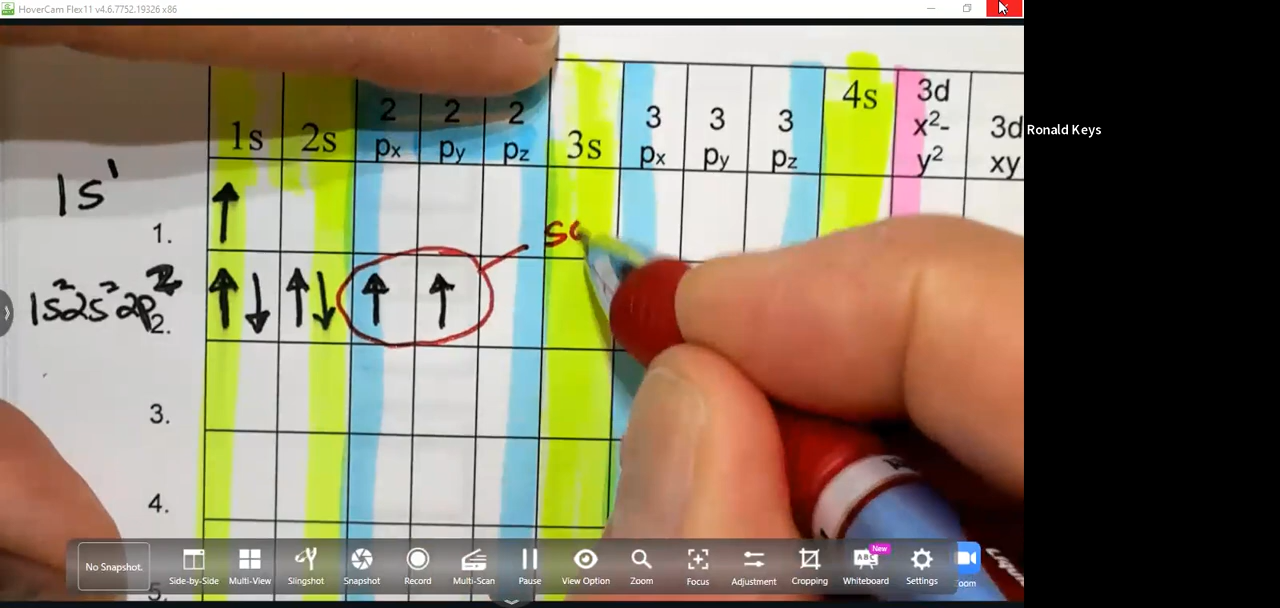 HoverCam Flex11 v4.6.7752.19326 x86
1s 2s 2 px 2 py 2 pz 3s 3 px 3 py 3 pz 4s 3d x²-y² 3d xy
Ronald Keys
1s¹
1.
1s²2s²2p²
2.
3.
4.
5.
No Snapshot.
Side-by-Side Multi-View Slingshot Snapshot Record Multi-Scan Pause View Option Zoom Focus Adjustment Cropping ABC New Whiteboard Settings Zoom